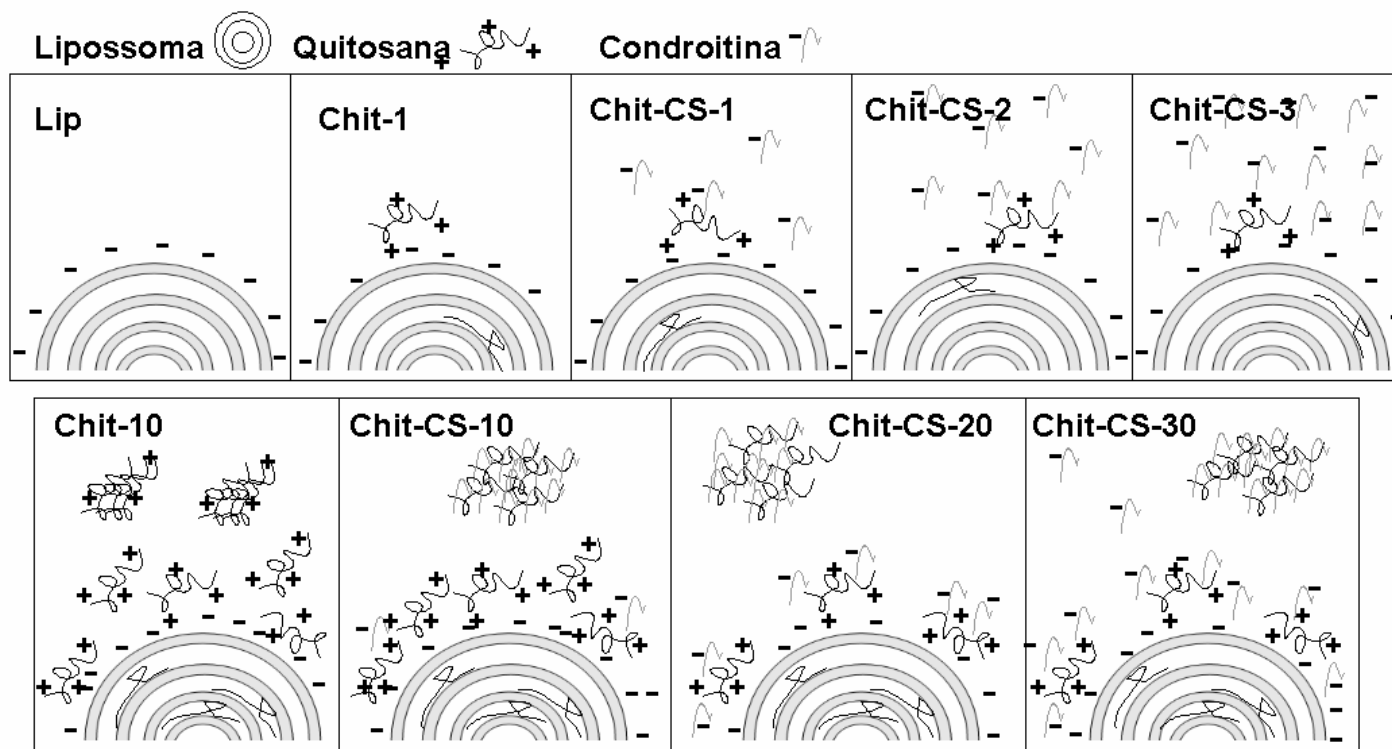 Lipossoma Quitosana Condroitina
Lip
Chit-1
Chit-CS-1
Chit-CS-2
Chit-CS-3
Chit-10
Chit-CS-10
Chit-CS-20
Chit-CS-30